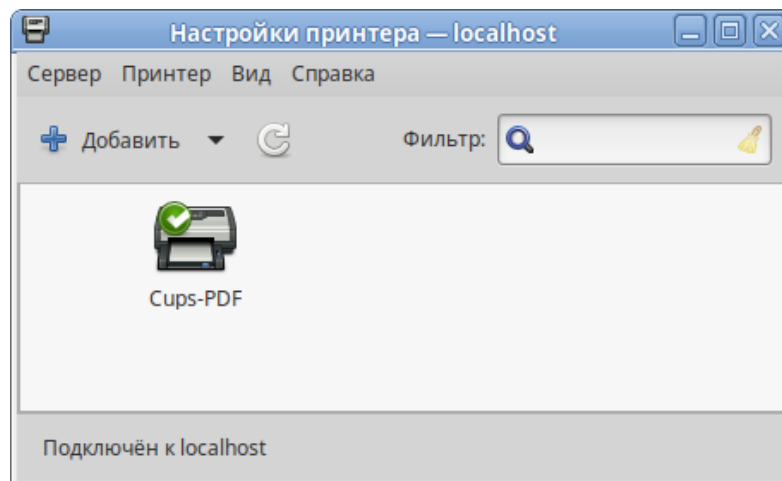 Настройки принтера — localhost
Сервер Принтер Вид Справка
Добавить Фильтр:
Cups-PDF
Подключён к localhost